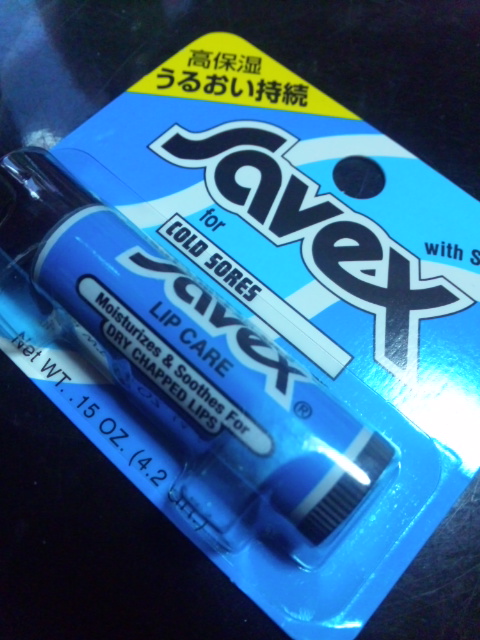 高保湿
うるおい持続
Savex
with S
for
COLD SORES
Savex
LIP CARE
Moisturizes & Soothes For
DRY CHAPPED LIPS
®
Net WT. .15 OZ. (4.2